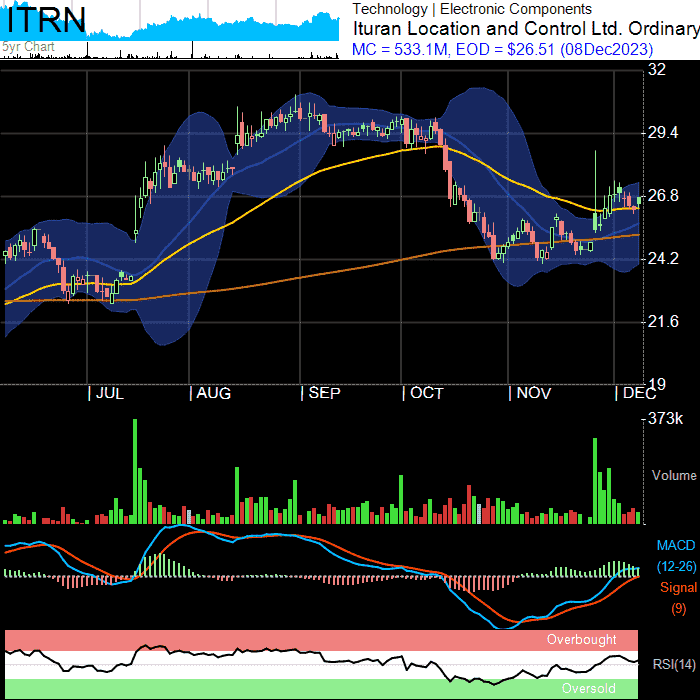 ITRN
Technology | Electronic Components
Ituran Location and Control Ltd. Ordinary
5yr Chart
MC = 533.1M, EOD = $26.51 (08Dec2023)
32
29.4
26.8
24.2
21.6
19
| JUL | AUG | SEP | OCT | NOV | DEC
373k
Volume
MACD
(12-26)
Signal
(9)
Overbought
RSI(14)
Oversold